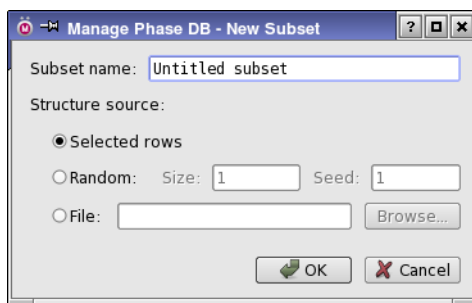 Manage Phase DB - New Subset
Subset name: Untitled subset
Structure source:
Selected rows
Random: Size: 1 Seed: 1
File: Browse...
OK Cancel